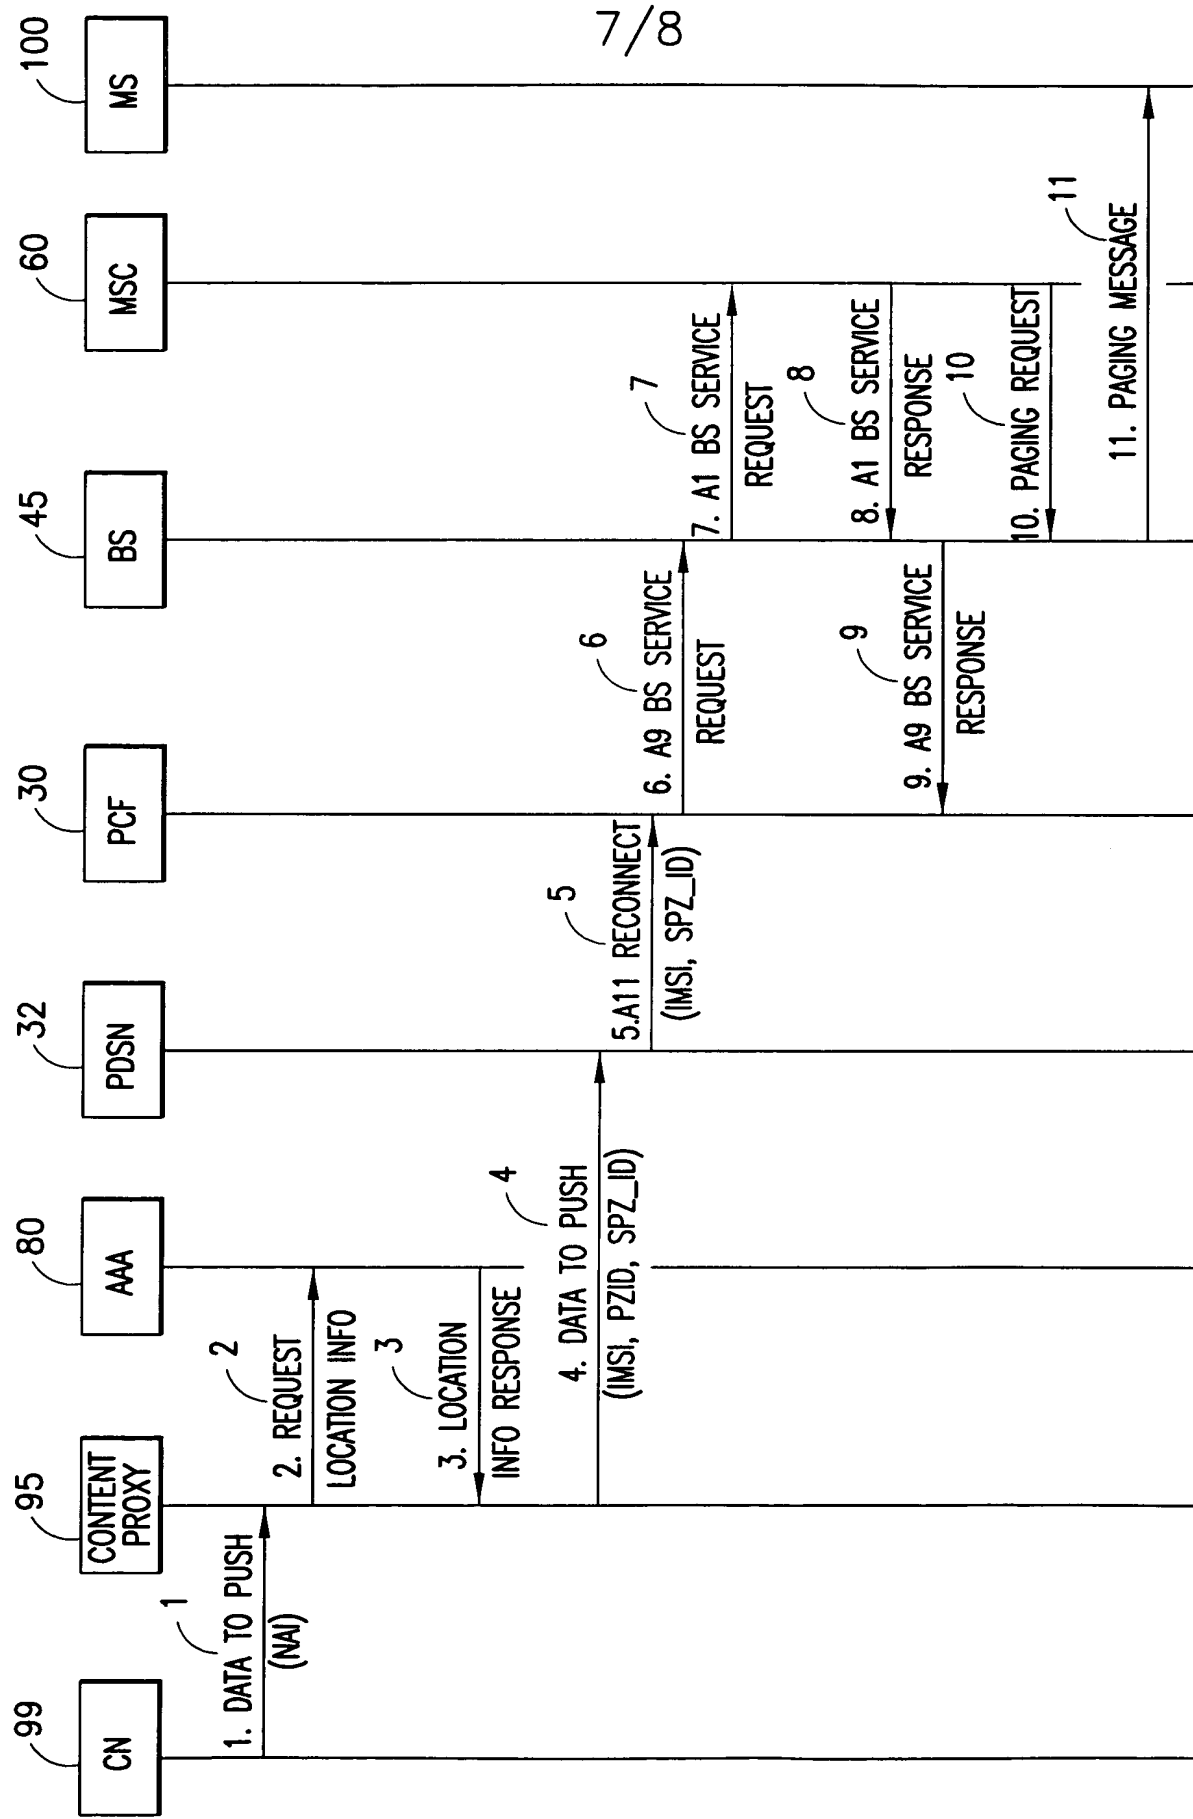 7/8
99
CN
95
CONTENT
PROXY
80
AAA
32
PDSN
30
PCF
45
BS
60
MSC
100
MS
1
1. DATA TO PUSH
(NAI)
2
2. REQUEST
LOCATION INFO
3
3. LOCATION
INFO RESPONSE
4
4. DATA TO PUSH
(IMSI, PZID, SPZ_ID)
5
5.A11 RECONNECT
(IMSI, SPZ_ID)
6
6. A9 BS SERVICE
REQUEST
7
7. A1 BS SERVICE
REQUEST
8
8. A1 BS SERVICE
RESPONSE
9
9. A9 BS SERVICE
RESPONSE
10
10. PAGING REQUEST
11
11. PAGING MESSAGE